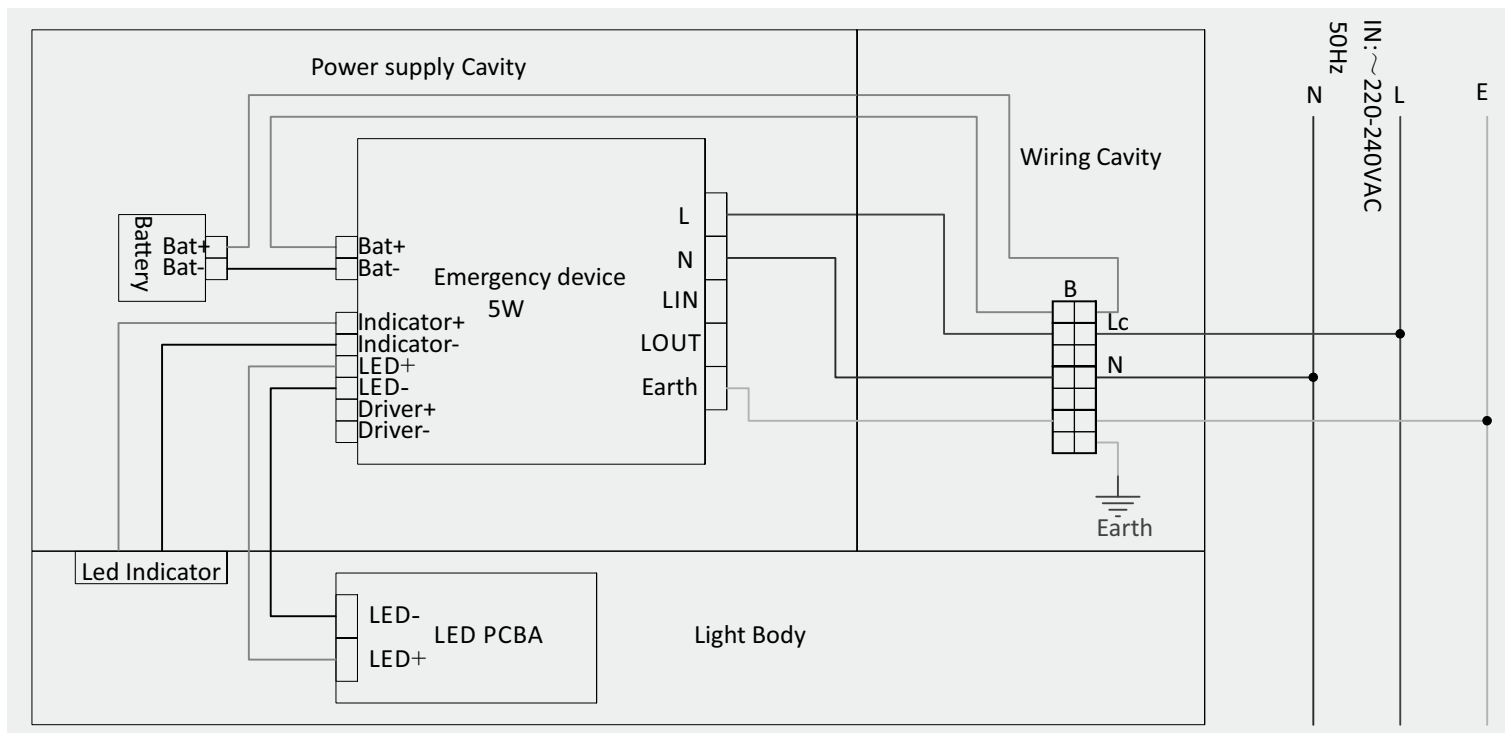 Power supply Cavity
IN:～220-240VAC
50Hz
N
L
E
Wiring Cavity
Battery
Bat+
Bat-
Bat+
Bat-
Indicator+
Indicator-
LED+
LED-
Driver+
Driver-
Emergency device
5W
L
N
LIN
LOUT
Earth
B
Lc
N
Earth
Led Indicator
LED-
LED+
LED PCBA
Light Body